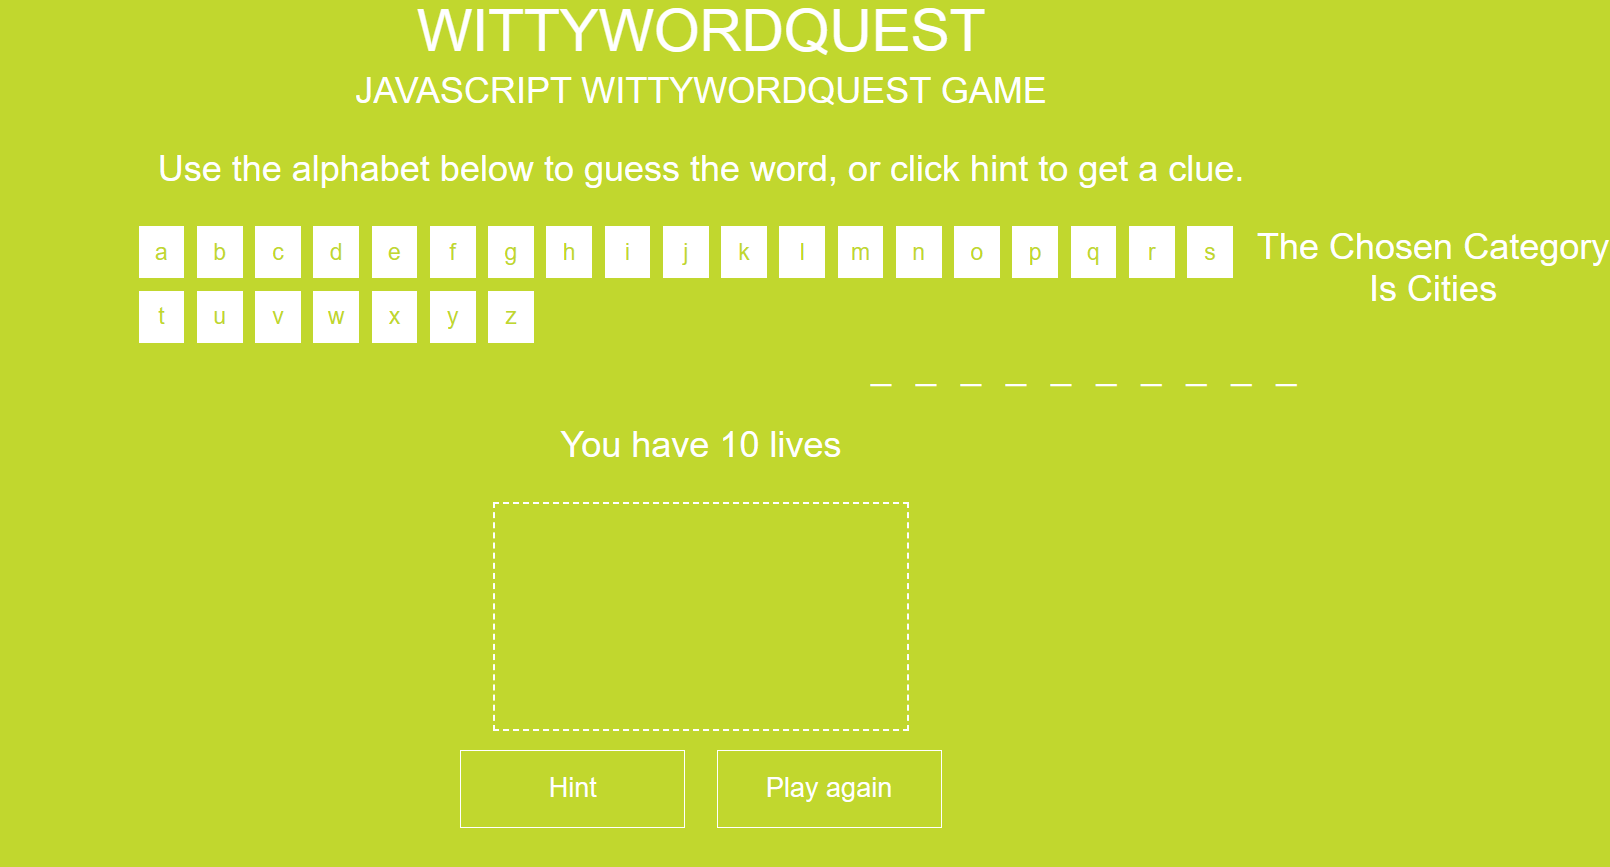 WITTYWORDQUEST
JAVASCRIPT WITTYWORDQUEST GAME
Use the alphabet below to guess the word, or click hint to get a clue.
a b c d e f g h i j k l m n o p q r s
t u v w x y z
The Chosen Category
Is Cities
_ _ _ _ _ _ _ _ _ _
You have 10 lives
Hint
Play again